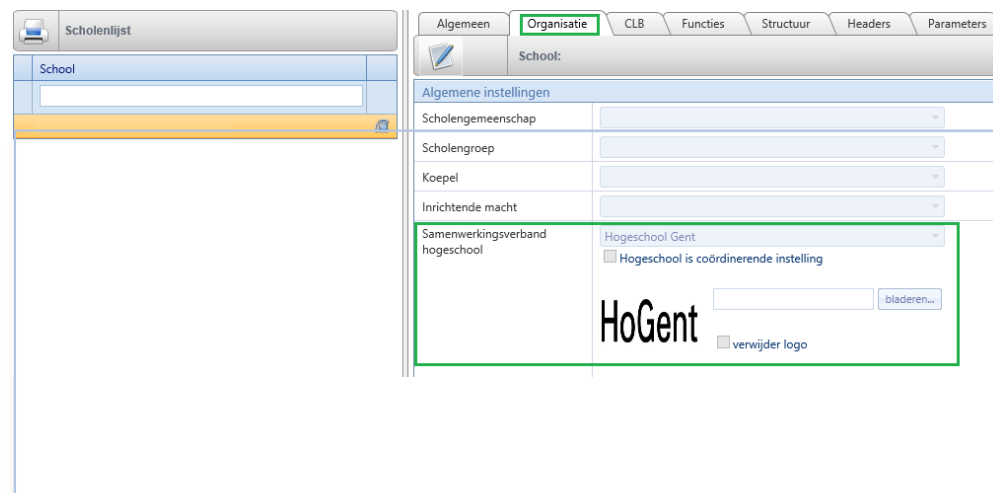 Scholenlijst
School
Algemeen
Organisatie
CLB
Functies
Structuur
Headers
Parameters
School:
Algemene instellingen
Scholengemeenschap
Scholengroep
Koepel
Inrichtende macht
Samenwerkingsverband
hogeschool
Hogeschool Gent
Hogeschool is coördinerende instelling
HoGent
bladeren...
verwijder logo